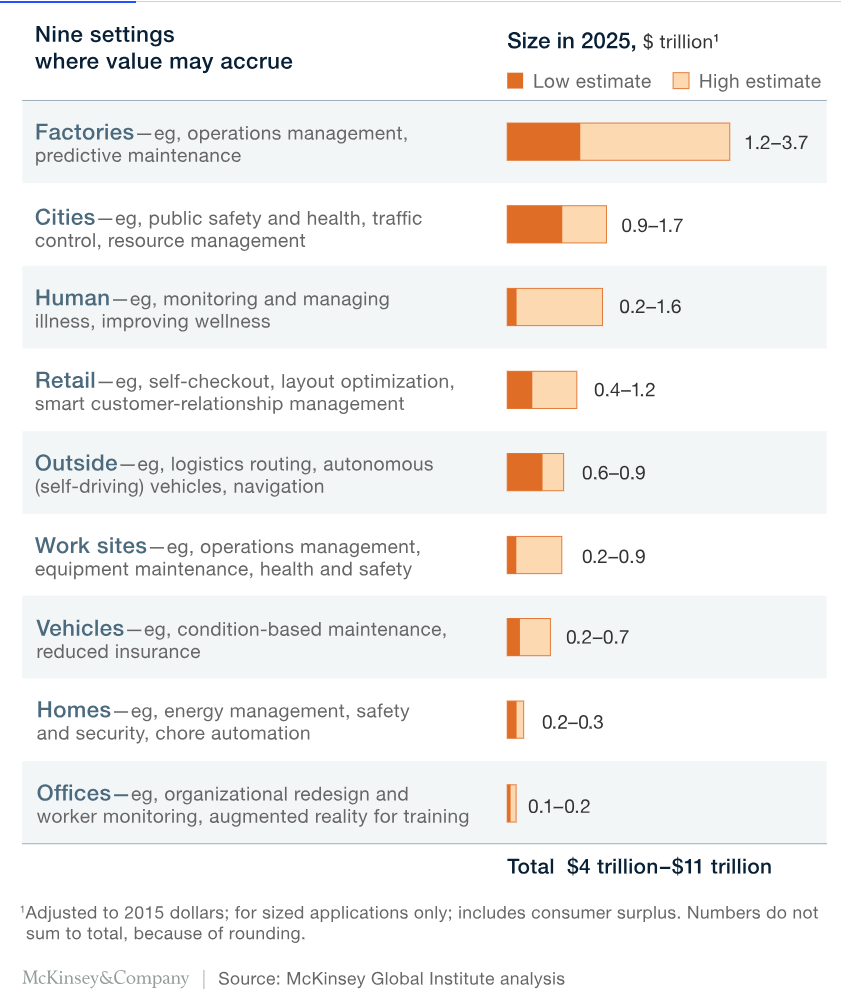 Nine settings
where value may accrue
Size in 2025, $ trillion¹
Low estimate
High estimate
Factories—eg, operations management,
predictive maintenance
1.2–3.7
Cities—eg, public safety and health, traffic
control, resource management
0.9–1.7
Human—eg, monitoring and managing
illness, improving wellness
0.2–1.6
Retail—eg, self-checkout, layout optimization,
smart customer-relationship management
0.4–1.2
Outside—eg, logistics routing, autonomous
(self-driving) vehicles, navigation
0.6–0.9
Work sites—eg, operations management,
equipment maintenance, health and safety
0.2–0.9
Vehicles—eg, condition-based maintenance,
reduced insurance
0.2–0.7
Homes—eg, energy management, safety
and security, chore automation
0.2–0.3
Offices—eg, organizational redesign and
worker monitoring, augmented reality for training
0.1–0.2
Total $4 trillion–$11 trillion
¹Adjusted to 2015 dollars; for sized applications only; includes consumer surplus. Numbers do not
sum to total, because of rounding.
McKinsey&Company | Source: McKinsey Global Institute analysis